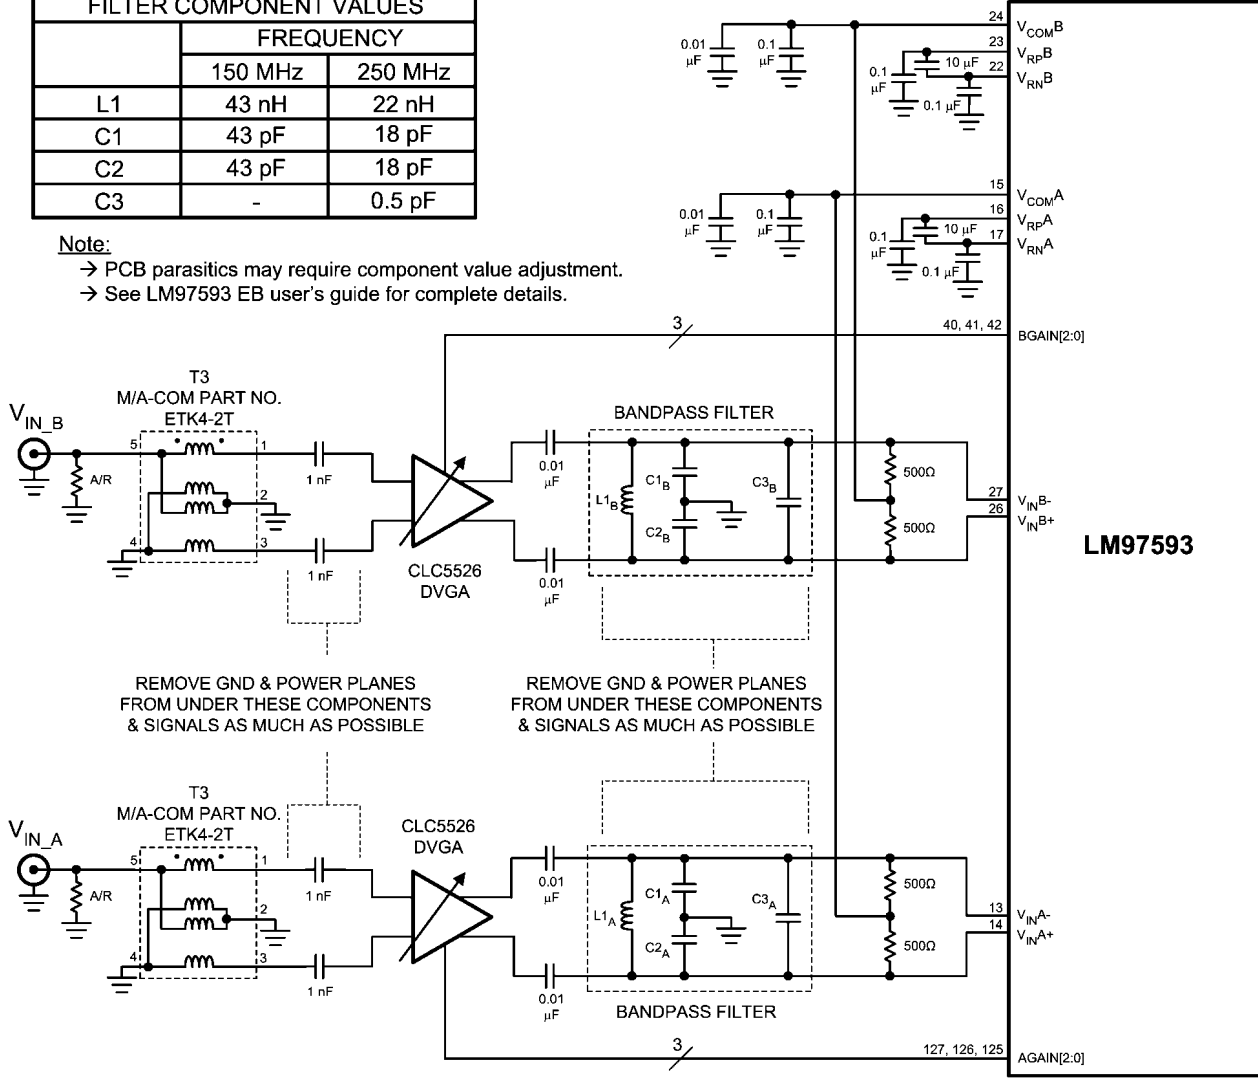 FILTER COMPONENT VALUES
FREQUENCY
150 MHz 250 MHz
L1 43 nH 22 nH
C1 43 pF 18 pF
C2 43 pF 18 pF
C3 - 0.5 pF
Note:
→ PCB parasitics may require component value adjustment.
→ See LM97593 EB user's guide for complete details.
0.01 µF
0.1 µF
24
VCOMB
23
VRPB
22
VRNB
0.1 µF
10 µF
0.1 µF
0.01 µF
0.1 µF
15
VCOMA
16
VRPA
17
VRNA
0.1 µF
10 µF
0.1 µF
3
40, 41, 42
BGAIN[2:0]
T3
M/A-COM PART NO.
ETK4-2T
VIN_B
A/R
5
1
2
4
3
1 nF
1 nF
CLC5526
DVGA
0.01 µF
0.01 µF
BANDPASS FILTER
L1B
C1B
C2B
C3B
500Ω
500Ω
27
VINB-
26
VINB+
LM97593
REMOVE GND & POWER PLANES
FROM UNDER THESE COMPONENTS
& SIGNALS AS MUCH AS POSSIBLE
REMOVE GND & POWER PLANES
FROM UNDER THESE COMPONENTS
& SIGNALS AS MUCH AS POSSIBLE
T3
M/A-COM PART NO.
ETK4-2T
VIN_A
A/R
5
1
2
4
3
1 nF
1 nF
CLC5526
DVGA
0.01 µF
0.01 µF
L1A
C1A
C2A
C3A
BANDPASS FILTER
500Ω
500Ω
13
VINA-
14
VINA+
3
127, 126, 125
AGAIN[2:0]